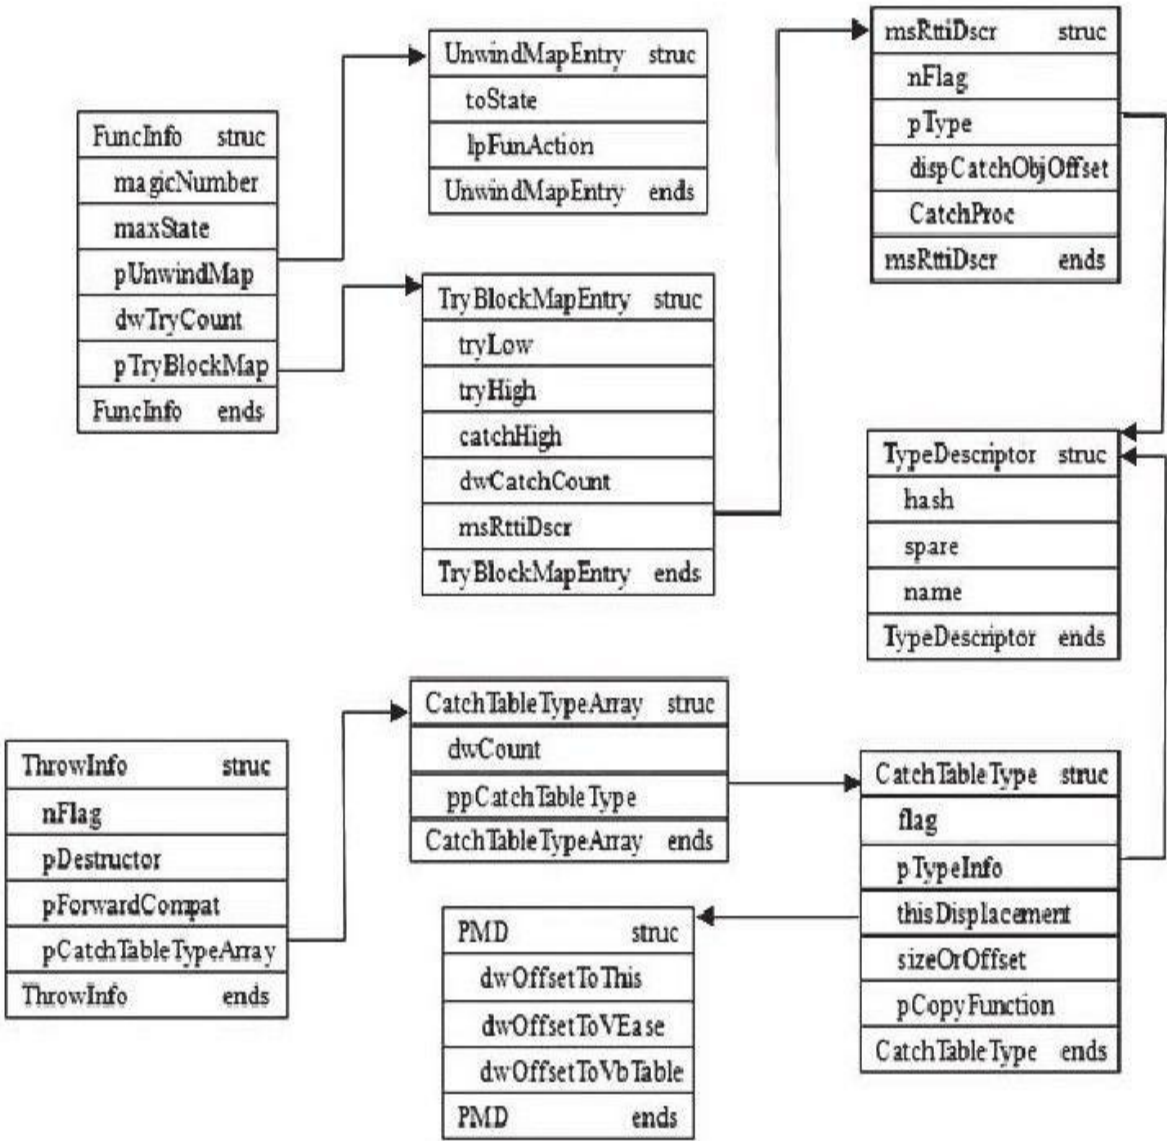 FuncInfo struc
magicNumber
maxState
pUnwindMap
dwTryCount
pTryBlockMap
FuncInfo ends
UnwindMapEntry struc
toState
lpFunAction
UnwindMapEntry ends
TryBlockMapEntry struc
tryLow
tryHigh
catchHigh
dwCatchCount
msRttiDscr
TryBlockMapEntry ends
msRttiDscr struc
nFlag
pType
dispCatchObjOffset
CatchProc
msRttiDscr ends
TypeDescriptor struc
hash
spare
name
TypeDescriptor ends
ThrowInfo struc
nFlag
pDestructor
pForwardCompat
pCatchTableTypeArray
ThrowInfo ends
CatchTableTypeArray struc
dwCount
ppCatchTableType
CatchTableTypeArray ends
CatchTableType struc
flag
pTypeInfo
thisDisplacement
sizeOrOffset
pCopyFunction
CatchTableType ends
PMD struc
dwOffsetToThis
dwOffsetToVEase
dwOffsetToVbTable
PMD ends